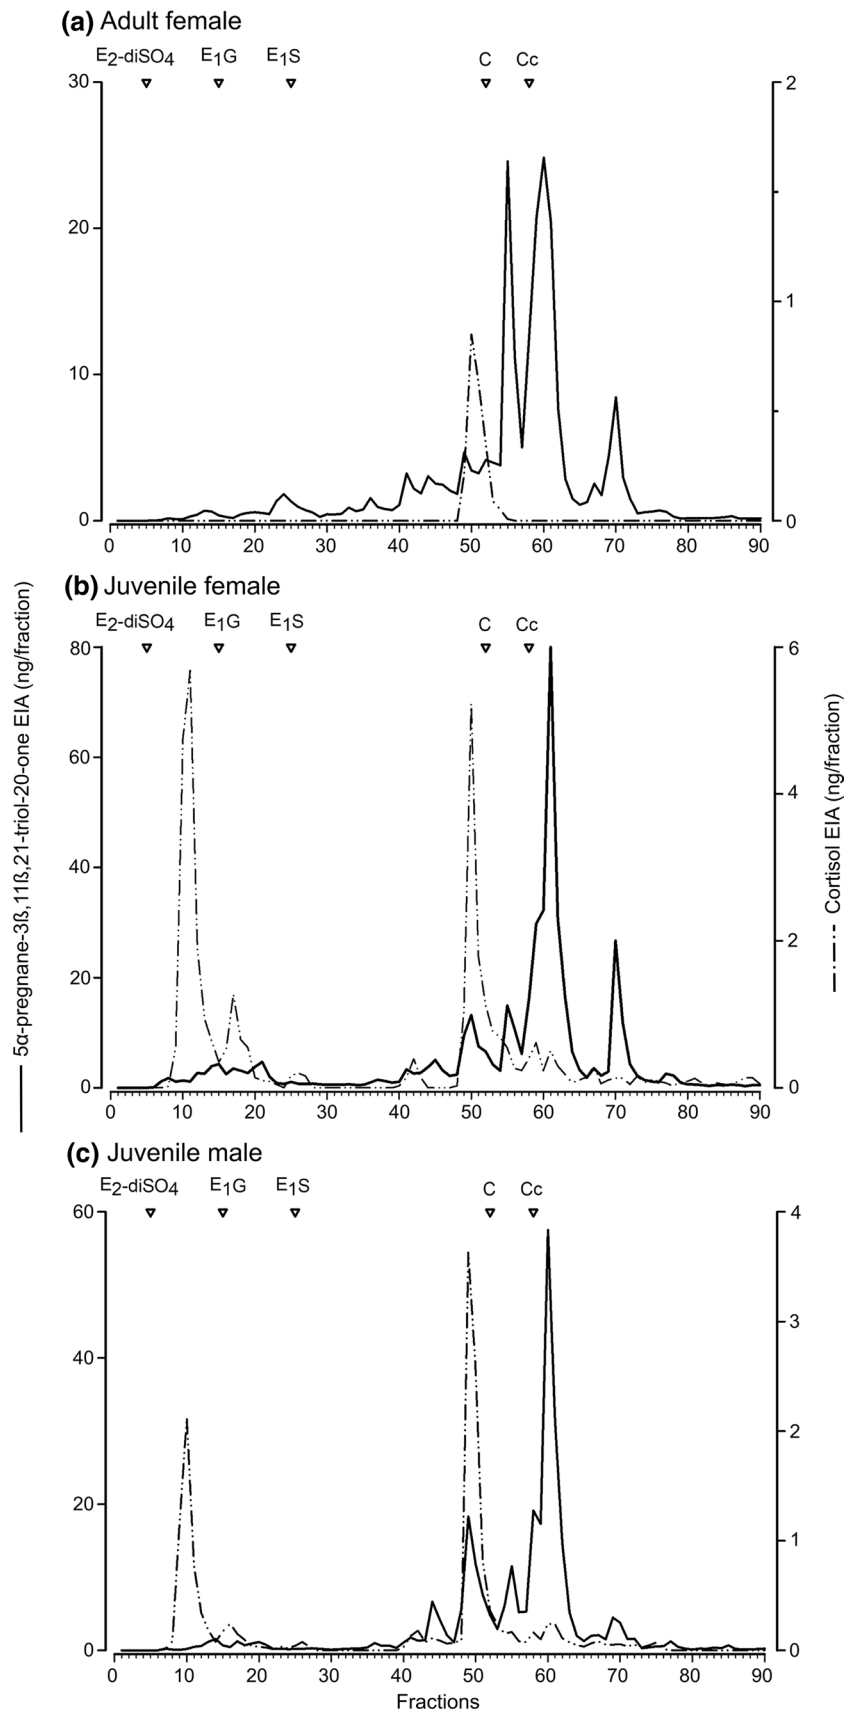 (a) Adult female
E2-diSO4 E1G E1S C Cc
30 2
20
1
10
0 0
0 10 20 30 40 50 60 70 80 90
(b) Juvenile female
E2-diSO4 E1G E1S C Cc
80 6
60
4
40
2
20
0 0
0 10 20 30 40 50 60 70 80 90
5α-pregnane-3ß,11ß,21-triol-20-one EIA (ng/fraction)
Cortisol EIA (ng/fraction)
(c) Juvenile male
E2-diSO4 E1G E1S C Cc
60 4
3
40
2
20
1
0 0
0 10 20 30 40 50 60 70 80 90
Fractions